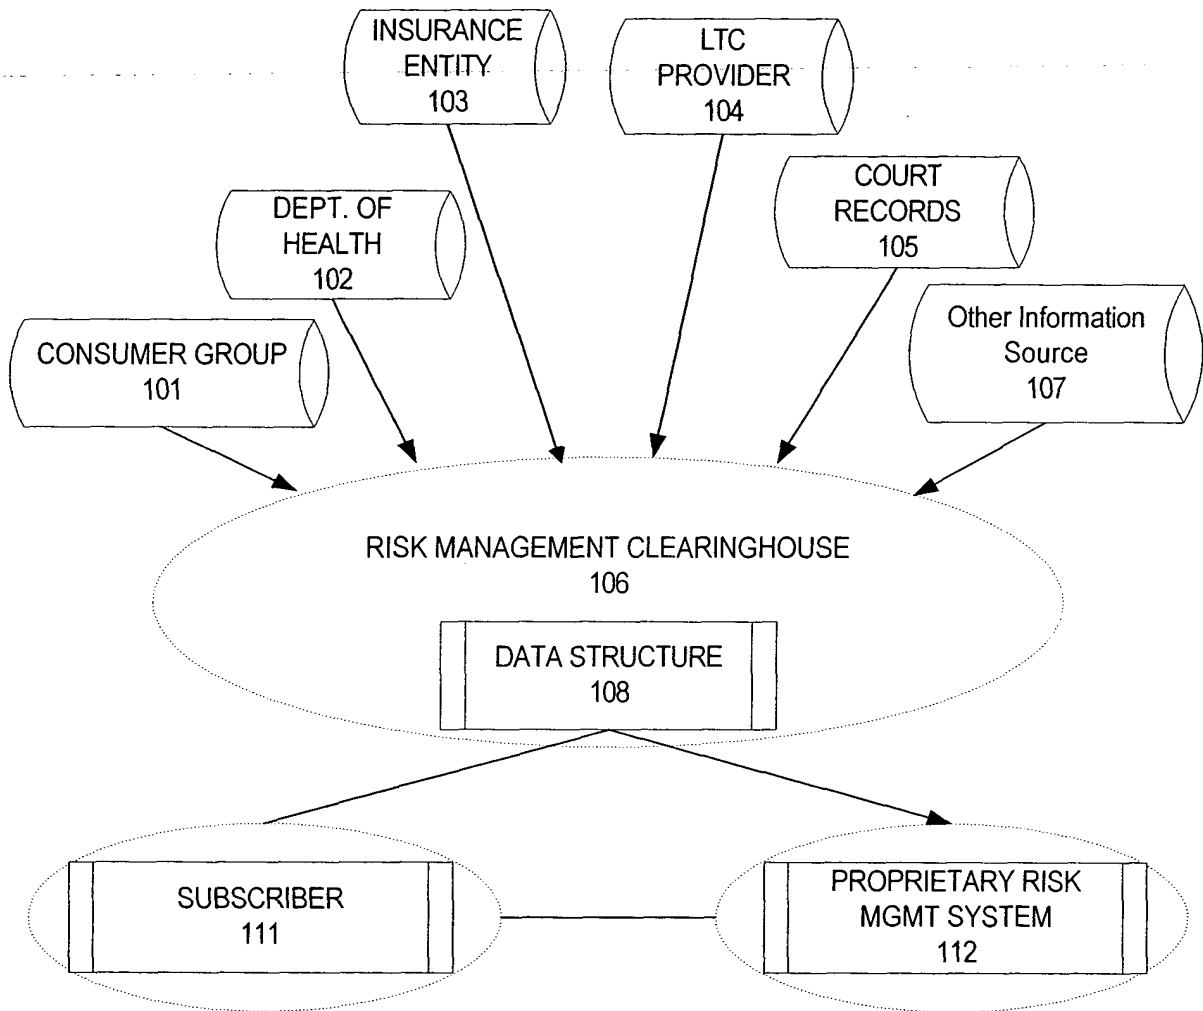 INSURANCE
ENTITY
103
LTC
PROVIDER
104
COURT
RECORDS
105
DEPT. OF
HEALTH
102
Other Information
Source
107
CONSUMER GROUP
101
RISK MANAGEMENT CLEARINGHOUSE
106
DATA STRUCTURE
108
SUBSCRIBER
111
PROPRIETARY RISK
MGMT SYSTEM
112